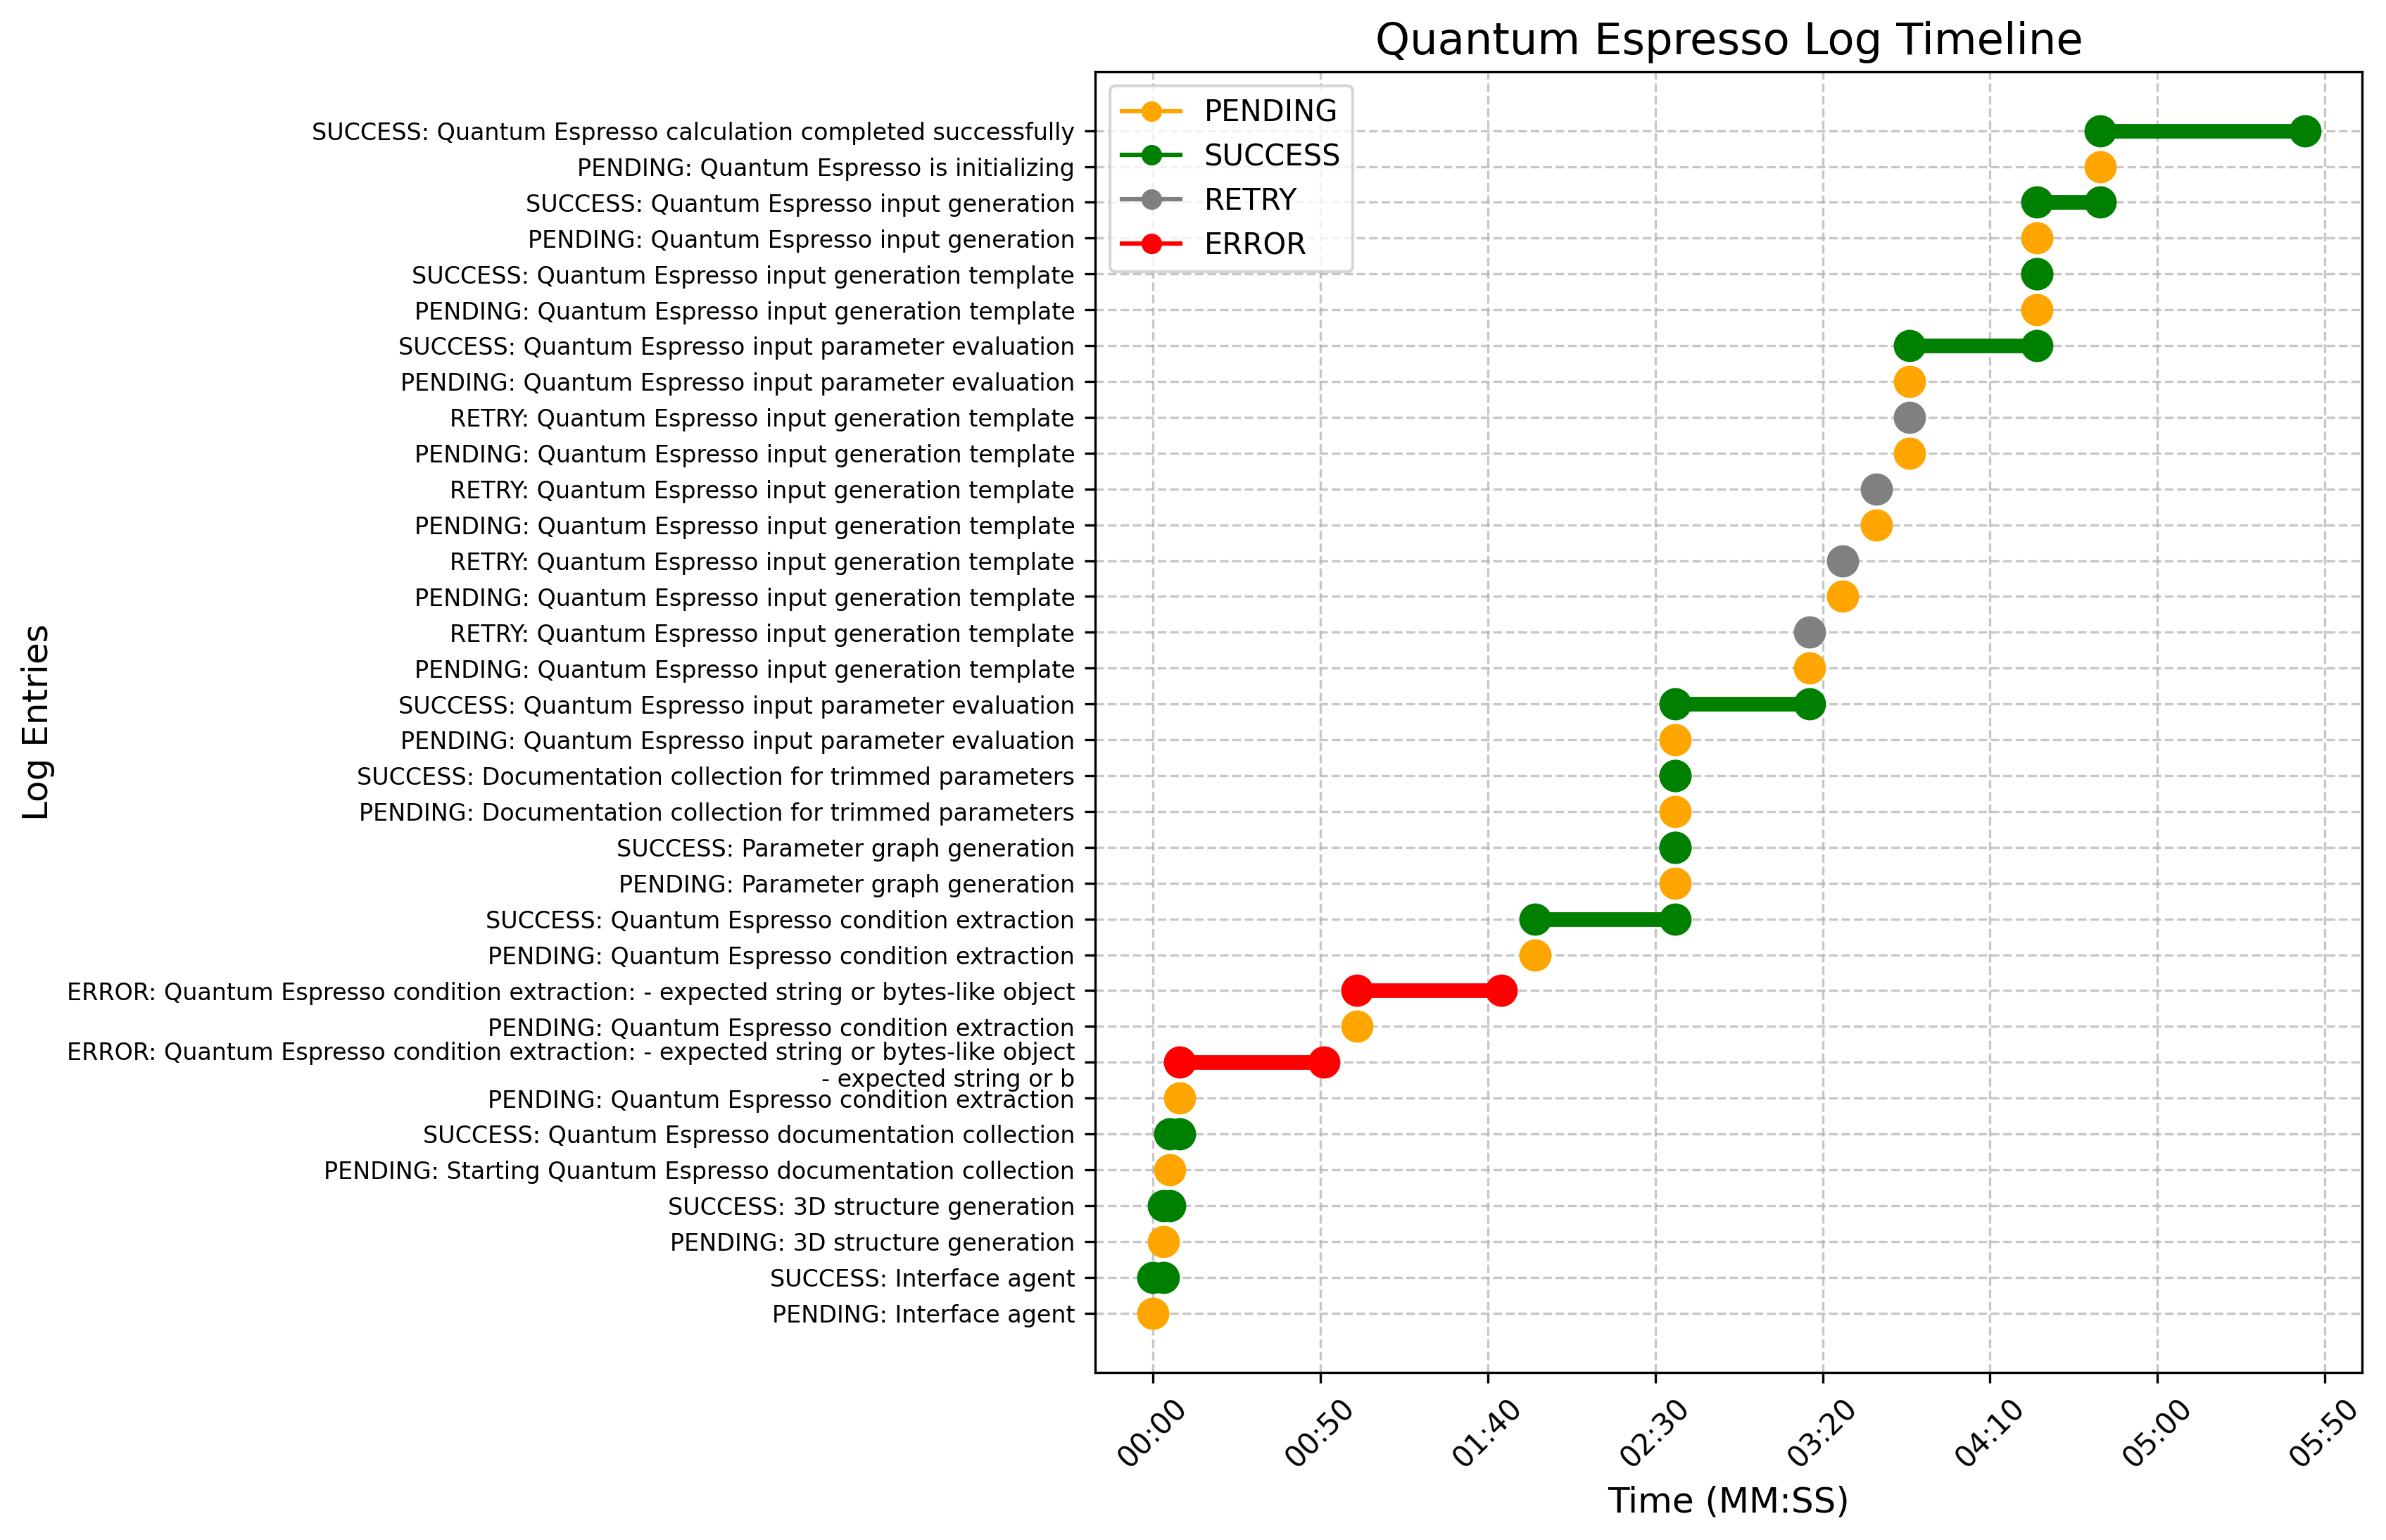 Quantum Espresso Log Timeline
PENDING
SUCCESS
RETRY
ERROR
SUCCESS: Quantum Espresso calculation completed successfully
PENDING: Quantum Espresso is initializing
SUCCESS: Quantum Espresso input generation
PENDING: Quantum Espresso input generation
SUCCESS: Quantum Espresso input generation template
PENDING: Quantum Espresso input generation template
SUCCESS: Quantum Espresso input parameter evaluation
PENDING: Quantum Espresso input parameter evaluation
RETRY: Quantum Espresso input generation template
PENDING: Quantum Espresso input generation template
RETRY: Quantum Espresso input generation template
PENDING: Quantum Espresso input generation template
RETRY: Quantum Espresso input generation template
PENDING: Quantum Espresso input generation template
RETRY: Quantum Espresso input generation template
PENDING: Quantum Espresso input generation template
SUCCESS: Quantum Espresso input parameter evaluation
PENDING: Quantum Espresso input parameter evaluation
SUCCESS: Documentation collection for trimmed parameters
PENDING: Documentation collection for trimmed parameters
SUCCESS: Parameter graph generation
PENDING: Parameter graph generation
SUCCESS: Quantum Espresso condition extraction
PENDING: Quantum Espresso condition extraction
ERROR: Quantum Espresso condition extraction: - expected string or bytes-like object
PENDING: Quantum Espresso condition extraction
ERROR: Quantum Espresso condition extraction: - expected string or bytes-like object
- expected string or b
PENDING: Quantum Espresso condition extraction
SUCCESS: Quantum Espresso documentation collection
PENDING: Starting Quantum Espresso documentation collection
SUCCESS: 3D structure generation
PENDING: 3D structure generation
SUCCESS: Interface agent
PENDING: Interface agent
Log Entries
00:00
00:50
01:40
02:30
03:20
04:10
05:00
05:50
Time (MM:SS)